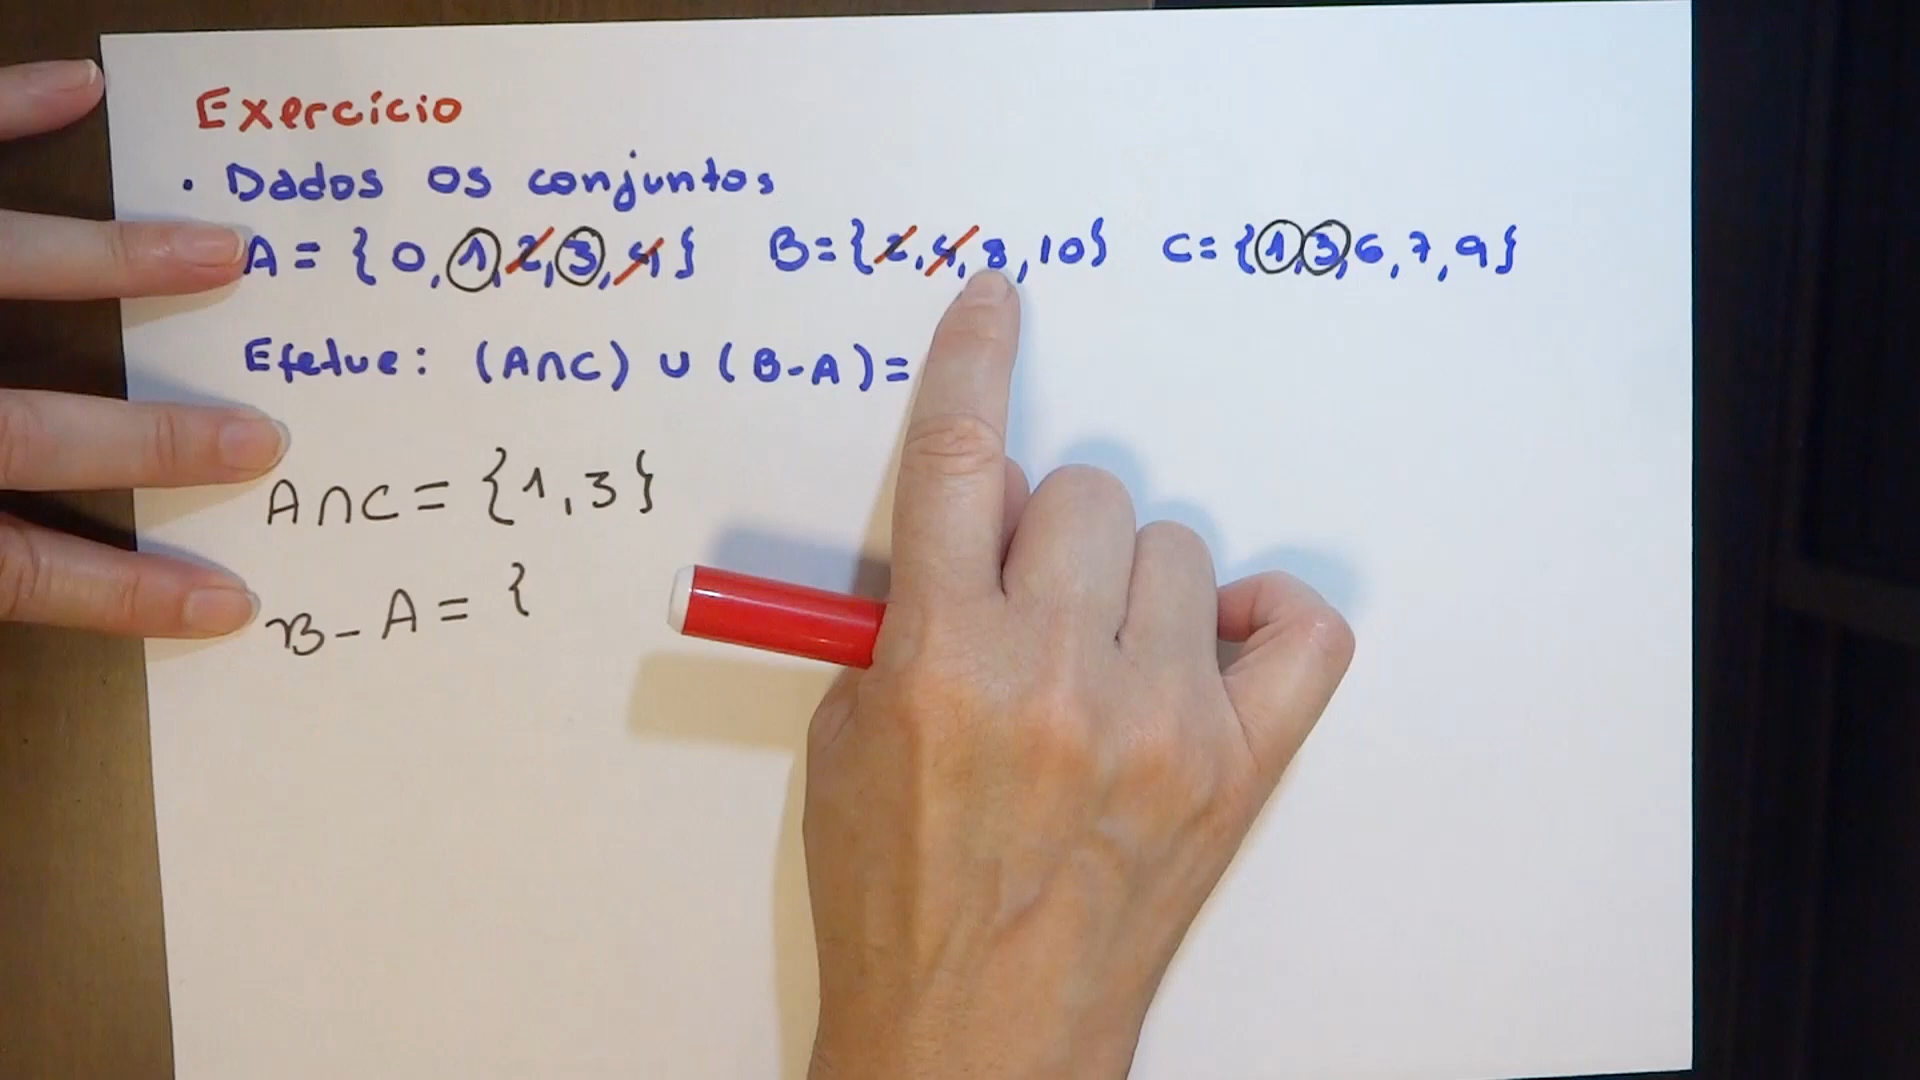 Exercício
• Dados os conjuntos
A = { 0, 1, 2, 3, 4 } B = { 2, 4, 8, 10 } C = { 1, 3, 6, 7, 9 }
Efetue: (A∩C) ∪ (B-A) =
A∩C = { 1, 3 }
B - A = {